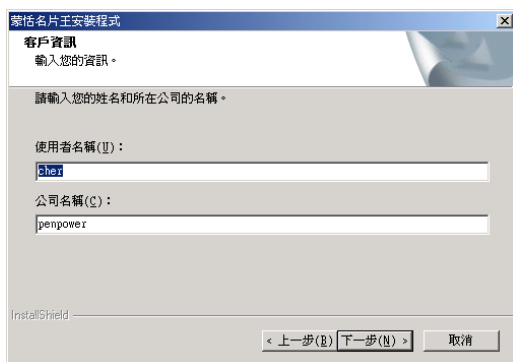 蒙恬名片王安裝程式
客戶資訊
輸入您的資訊。
請輸入您的姓名和所在公司的名稱。
使用者名稱(U)：
cher
公司名稱(C)：
penpower
InstallShield
< 上一步(B) 下一步(N) > 取消